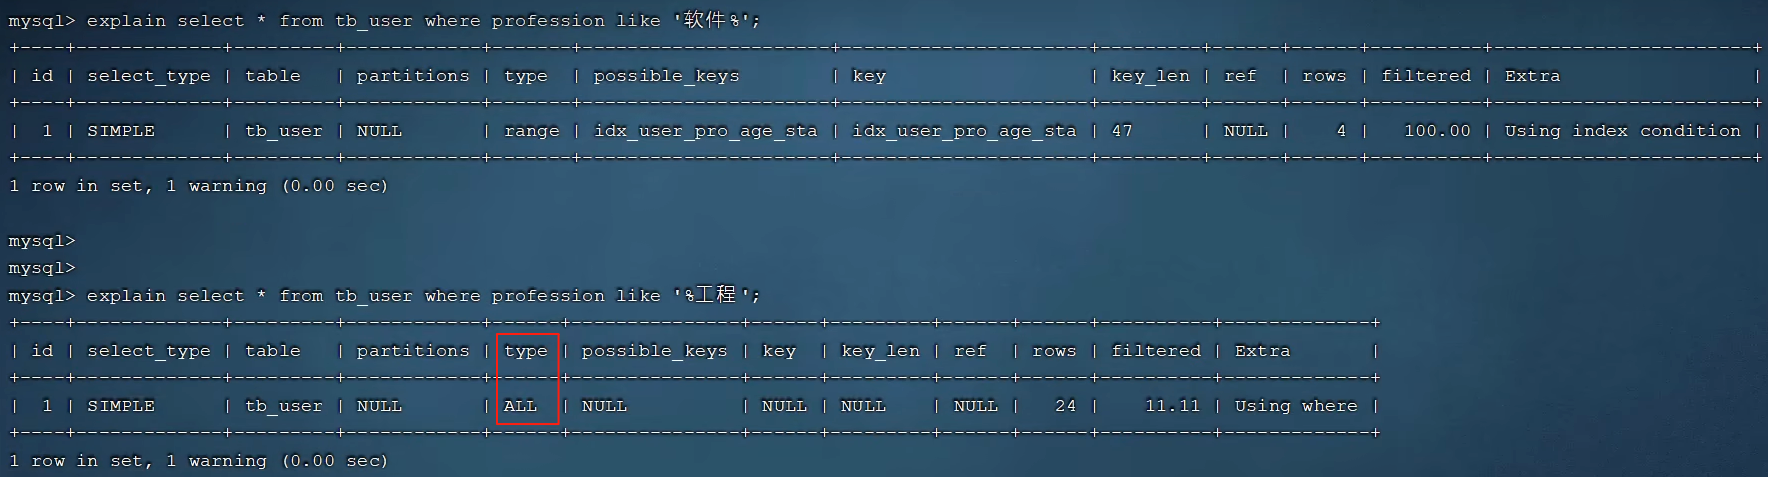 mysql> explain select * from tb_user where profession like '软件%';
+----+-------------+---------+------------+-------+----------------------+----------------------+---------+------+------+----------+-----------------------+
| id | select_type | table   | partitions | type  | possible_keys        | key                  | key_len | ref  | rows | filtered | Extra                 |
+----+-------------+---------+------------+-------+----------------------+----------------------+---------+------+------+----------+-----------------------+
|  1 | SIMPLE      | tb_user | NULL       | range | idx_user_pro_age_sta | idx_user_pro_age_sta | 47      | NULL |    4 |   100.00 | Using index condition |
+----+-------------+---------+------------+-------+----------------------+----------------------+---------+------+------+----------+-----------------------+
1 row in set, 1 warning (0.00 sec)
mysql>
mysql>
mysql> explain select * from tb_user where profession like '%工程';
+----+-------------+---------+------------+------+---------------+------+---------+------+------+----------+-------------+
| id | select_type | table   | partitions | type | possible_keys | key  | key_len | ref  | rows | filtered | Extra       |
+----+-------------+---------+------------+------+---------------+------+---------+------+------+----------+-------------+
|  1 | SIMPLE      | tb_user | NULL       | ALL  | NULL          | NULL | NULL    | NULL |   24 |    11.11 | Using where |
+----+-------------+---------+------------+------+---------------+------+---------+------+------+----------+-------------+
1 row in set, 1 warning (0.00 sec)